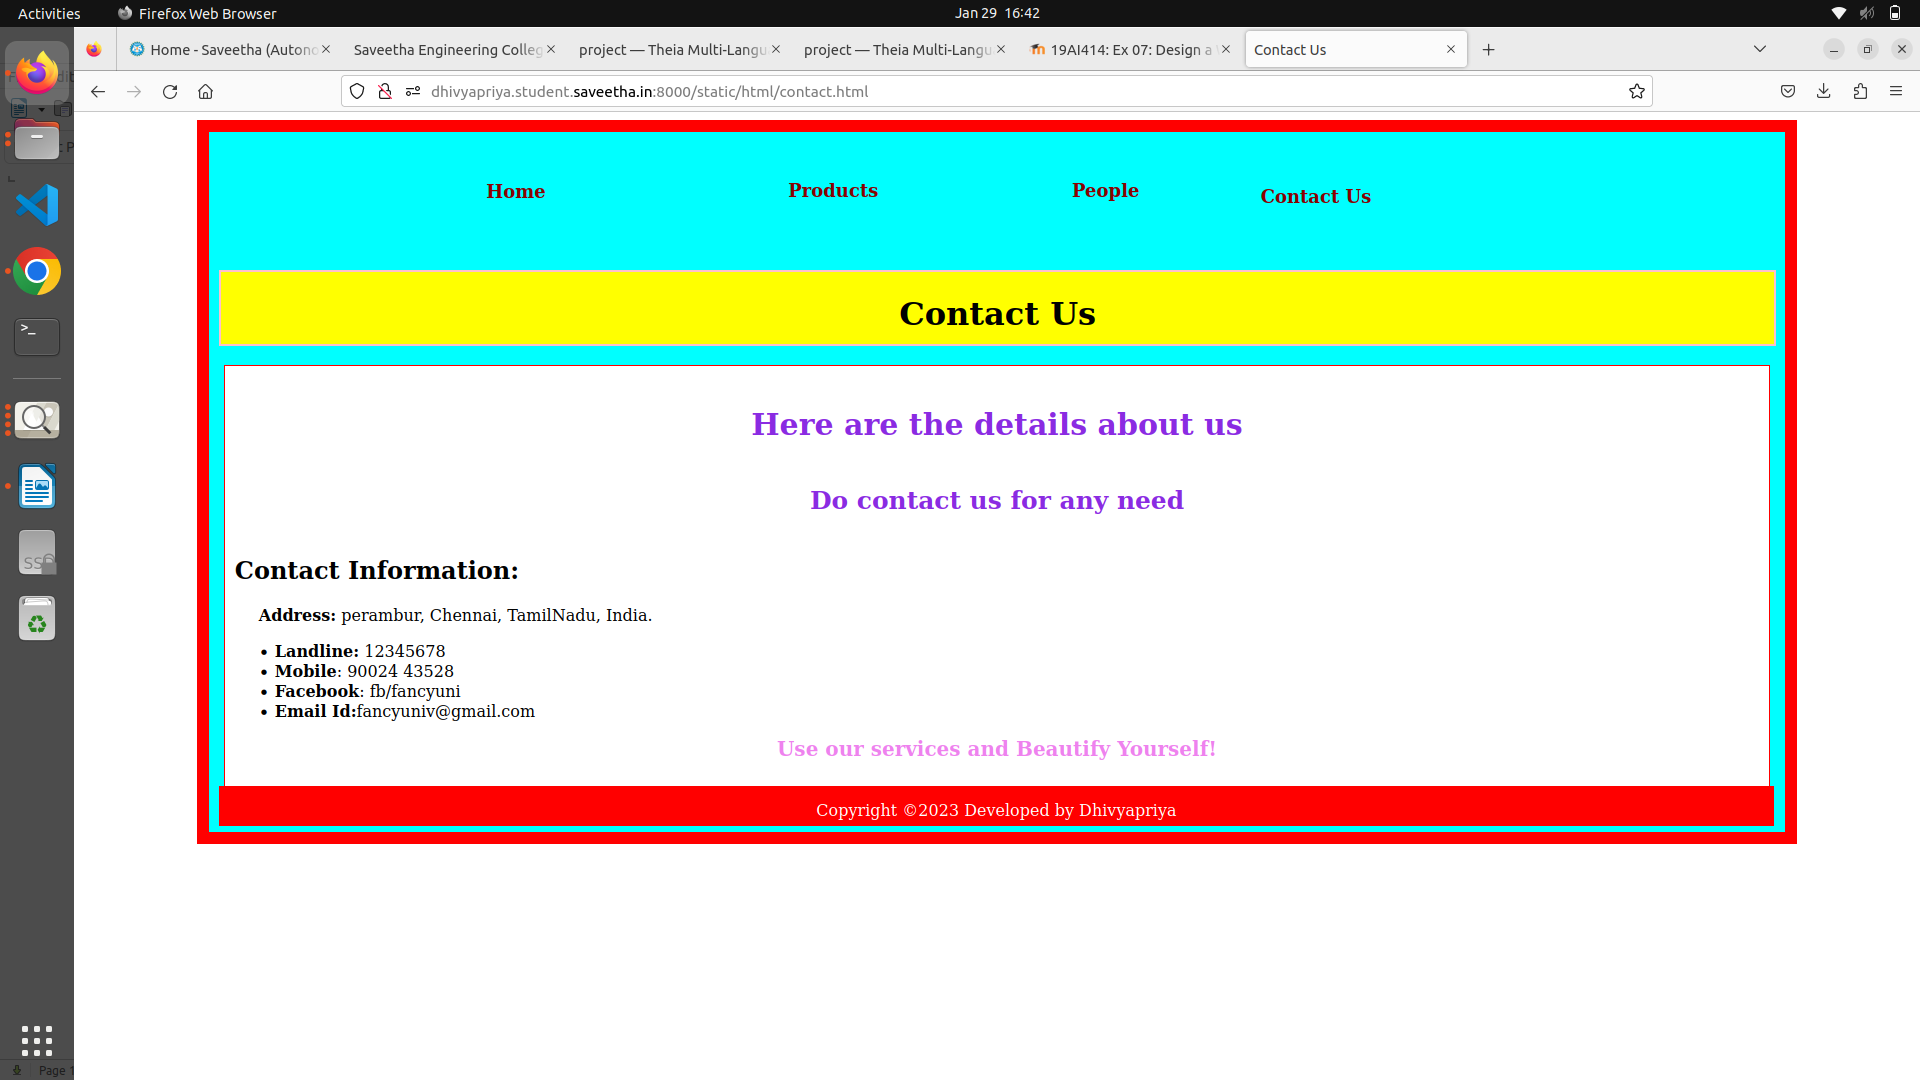 Activities
Firefox Web Browser
Jan 29 16:42
Home - Saveetha (Autono
Saveetha Engineering Colleg
project — Theia Multi-Langu
project — Theia Multi-Langu
19AI414: Ex 07: Design a
Contact Us
dhivyapriya.student.saveetha.in:8000/static/html/contact.html
Home
Products
People
Contact Us
Contact Us
Here are the details about us
Do contact us for any need
Contact Information:
Address: perambur, Chennai, TamilNadu, India.
• Landline: 12345678
• Mobile: 90024 43528
• Facebook: fb/fancyuni
• Email Id:fancyuniv@gmail.com
Use our services and Beautify Yourself!
Copyright ©2023 Developed by Dhivyapriya
Page 1